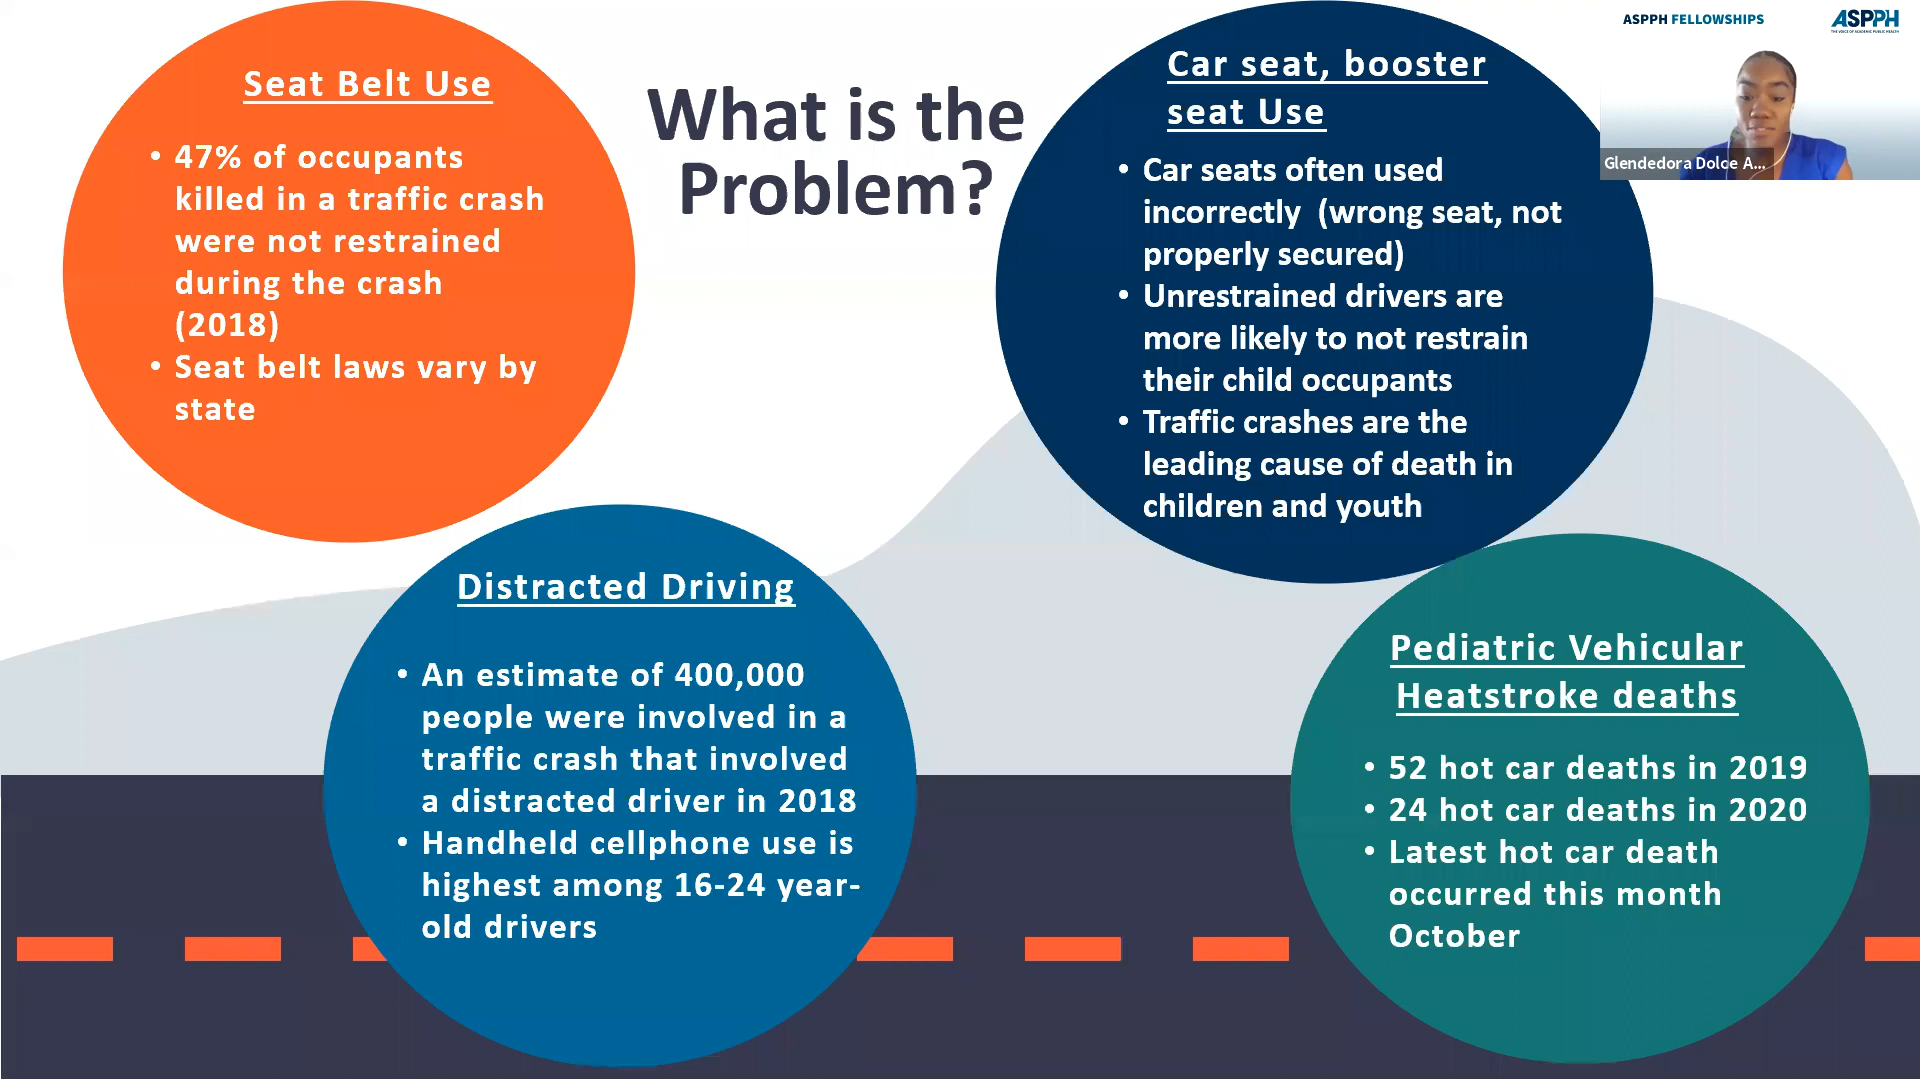 ASPPH FELLOWSHIPS
ASPPH
Glendedora Dolce A...
What is the
Problem?
Seat Belt Use
• 47% of occupants
killed in a traffic crash
were not restrained
during the crash
(2018)
• Seat belt laws vary by
state
Car seat, booster
seat Use
• Car seats often used
incorrectly (wrong seat, not
properly secured)
• Unrestrained drivers are
more likely to not restrain
their child occupants
• Traffic crashes are the
leading cause of death in
children and youth
Distracted Driving
• An estimate of 400,000
people were involved in a
traffic crash that involved
a distracted driver in 2018
• Handheld cellphone use is
highest among 16-24 year-
old drivers
Pediatric Vehicular
Heatstroke deaths
• 52 hot car deaths in 2019
• 24 hot car deaths in 2020
• Latest hot car death
occurred this month
October